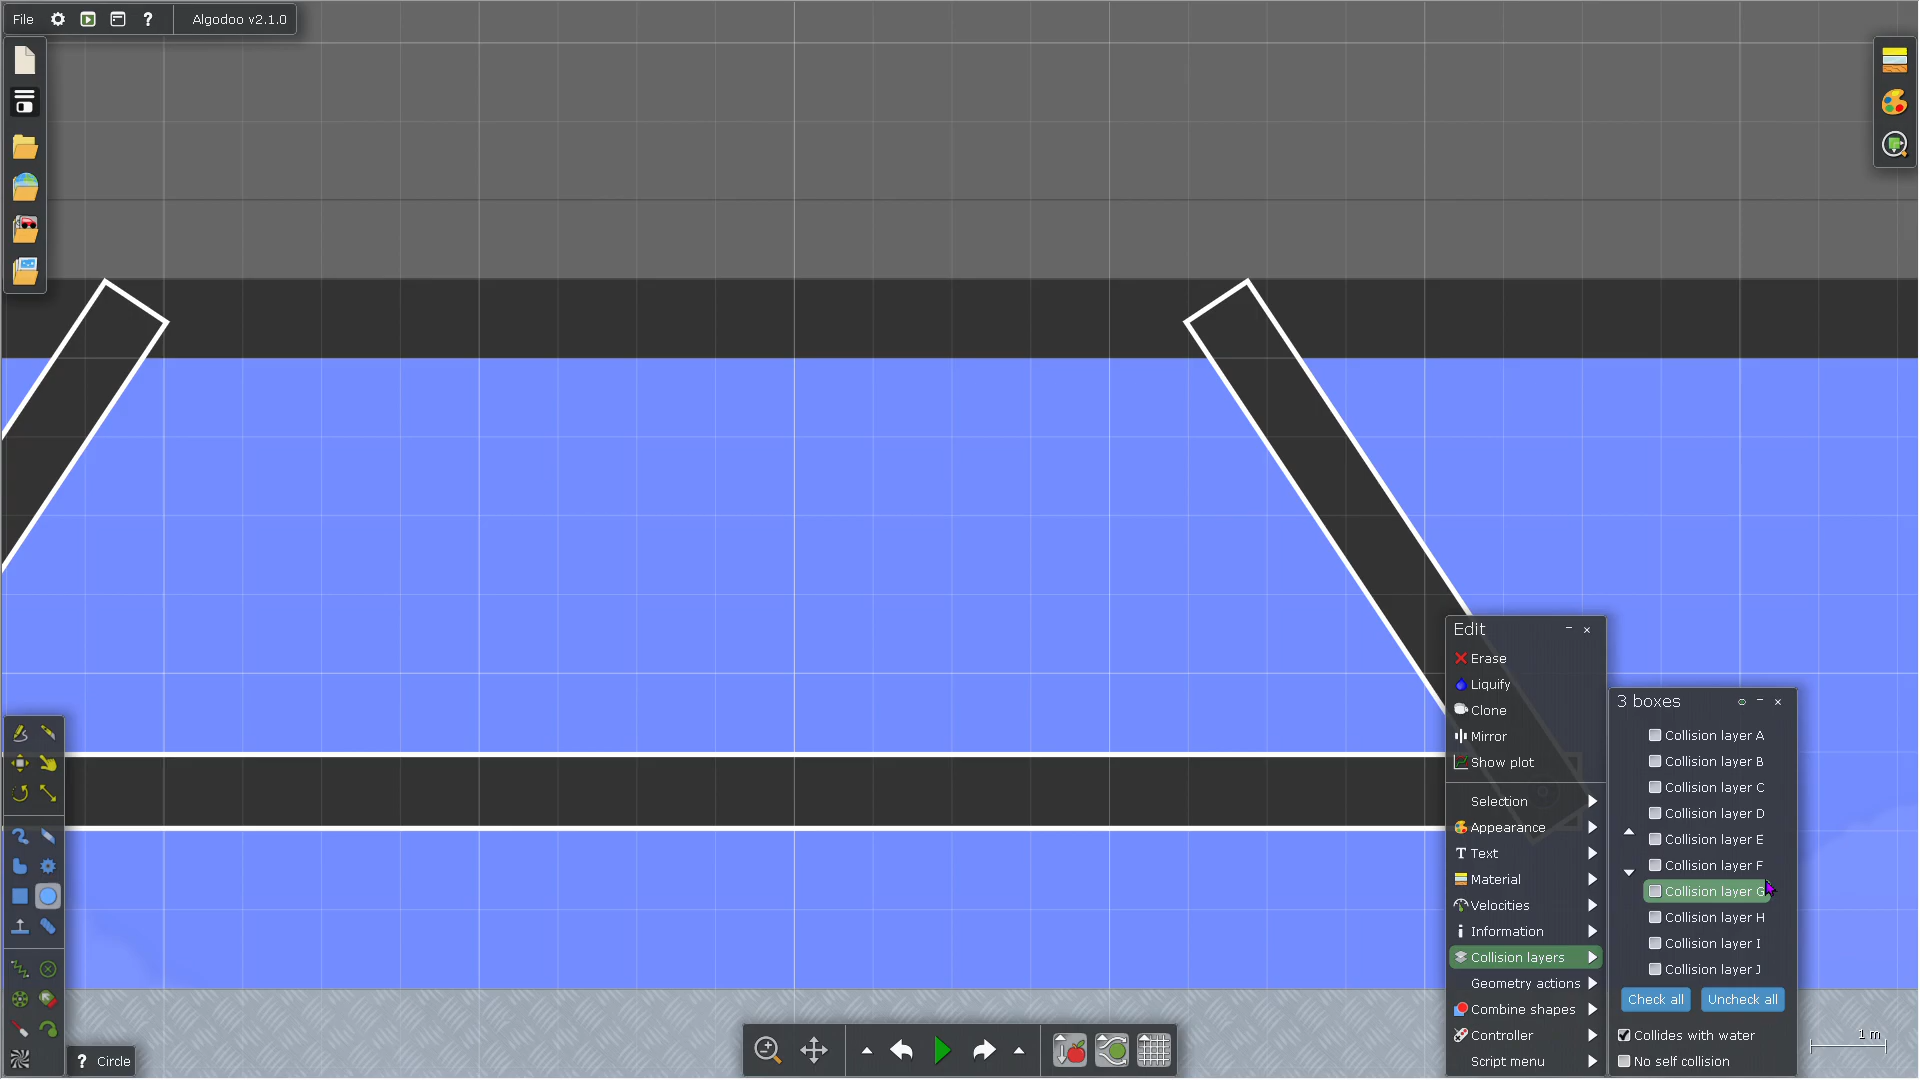 File
?
Algodoo v2.1.0
Edit
Erase
Liquify
Clone
Mirror
Show plot
Selection
Appearance
Text
Material
Velocities
Information
Collision layers
Geometry actions
Combine shapes
Controller
Script menu
3 boxes
Collision layer A
Collision layer B
Collision layer C
Collision layer D
Collision layer E
Collision layer F
Collision layer G
Collision layer H
Collision layer I
Collision layer J
Check all
Uncheck all
Collides with water
No self collision
? Circle
1 m